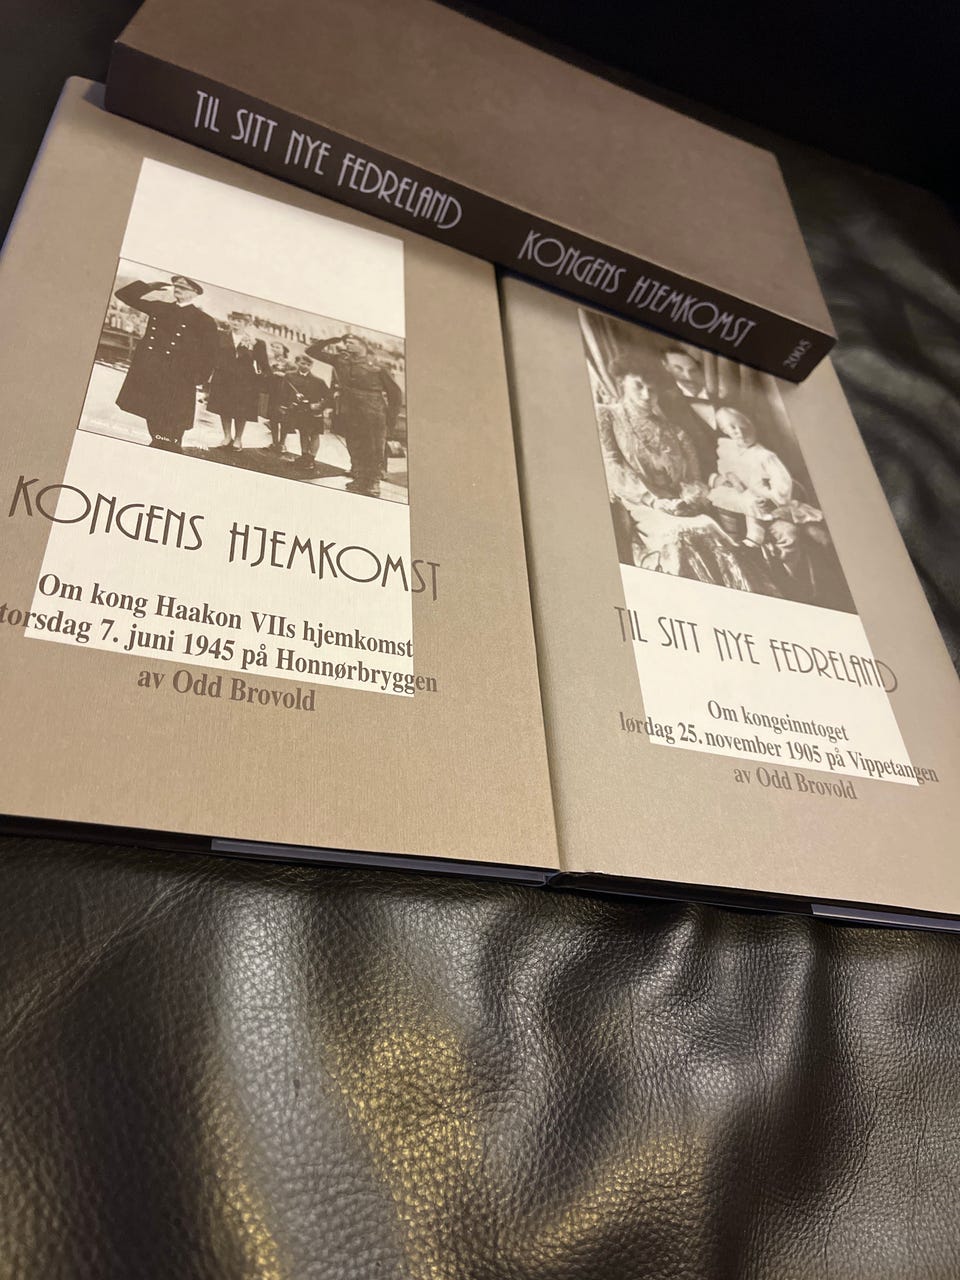 TIL SITT NYE FEDRELAND KONGENS HJEMKOMST 2005
Oslo. 7.
KONGENS HJEMKOMST
Om kong Haakon VIIs hjemkomst
torsdag 7. juni 1945 på Honnørbryggen
av Odd Brovold
TIL SITT NYE FEDRELAND
Om kongeinntoget
lørdag 25. november 1905 på Vippetangen
av Odd Brovold